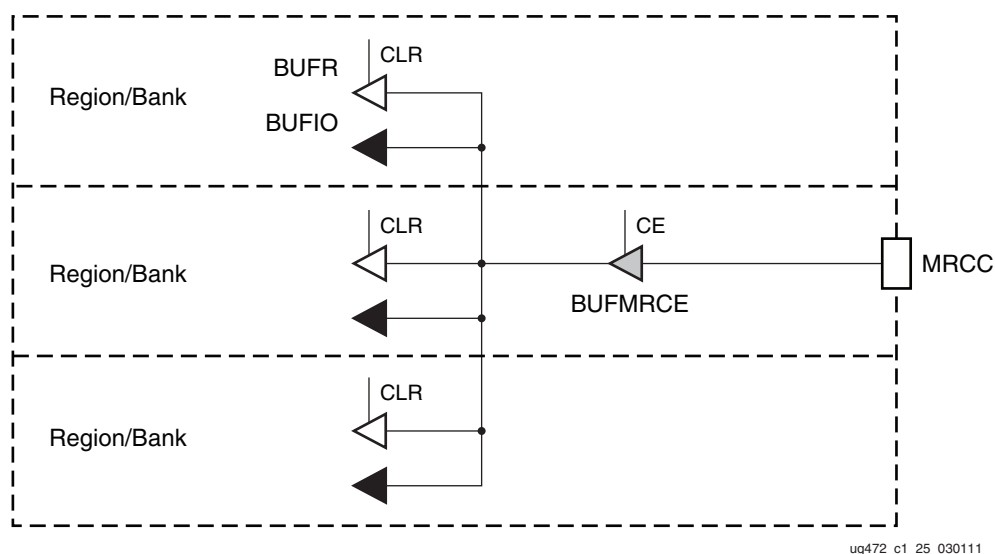 CLR
BUFR
Region/Bank
BUFIO
CLR
CE
Region/Bank
MRCC
BUFMRCE
CLR
Region/Bank
ug472_c1_25_030111